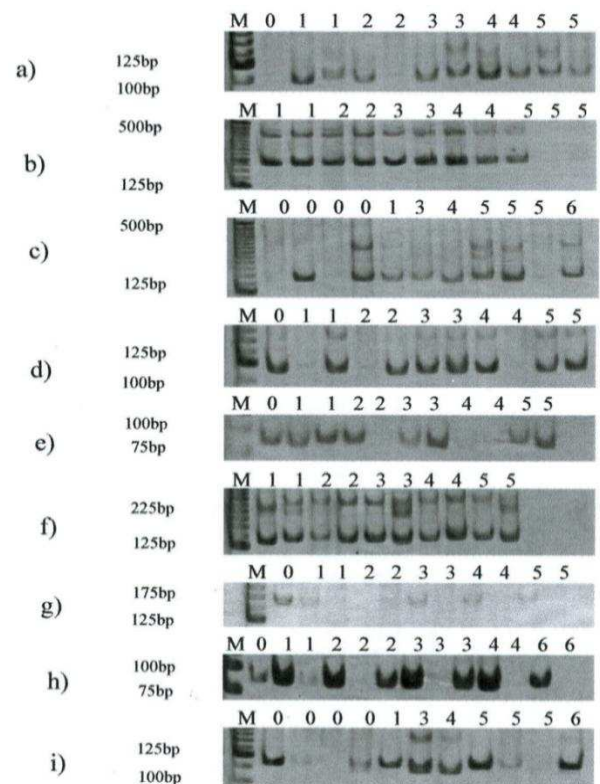 M 0 1 1 2 2 3 3 4 4 5 5
a)
125bp
100bp
M 1 1 2 2 3 3 4 4 5 5 5
b)
500bp
125bp
M 0 0 0 0 1 3 4 5 5 5 6
c)
500bp
125bp
M 0 1 1 2 2 3 3 4 4 5 5
d)
125bp
100bp
M 0 1 1 2 2 3 3 4 4 5 5
e)
100bp
75bp
M 1 1 2 2 3 3 4 4 5 5
f)
225bp
125bp
M 0 1 1 2 2 3 3 4 4 5 5
g)
175bp
125bp
M 0 1 1 2 2 2 3 3 3 4 4 6 6
h)
100bp
75bp
M 0 0 0 0 1 3 4 5 5 5 6
i)
125bp
100bp